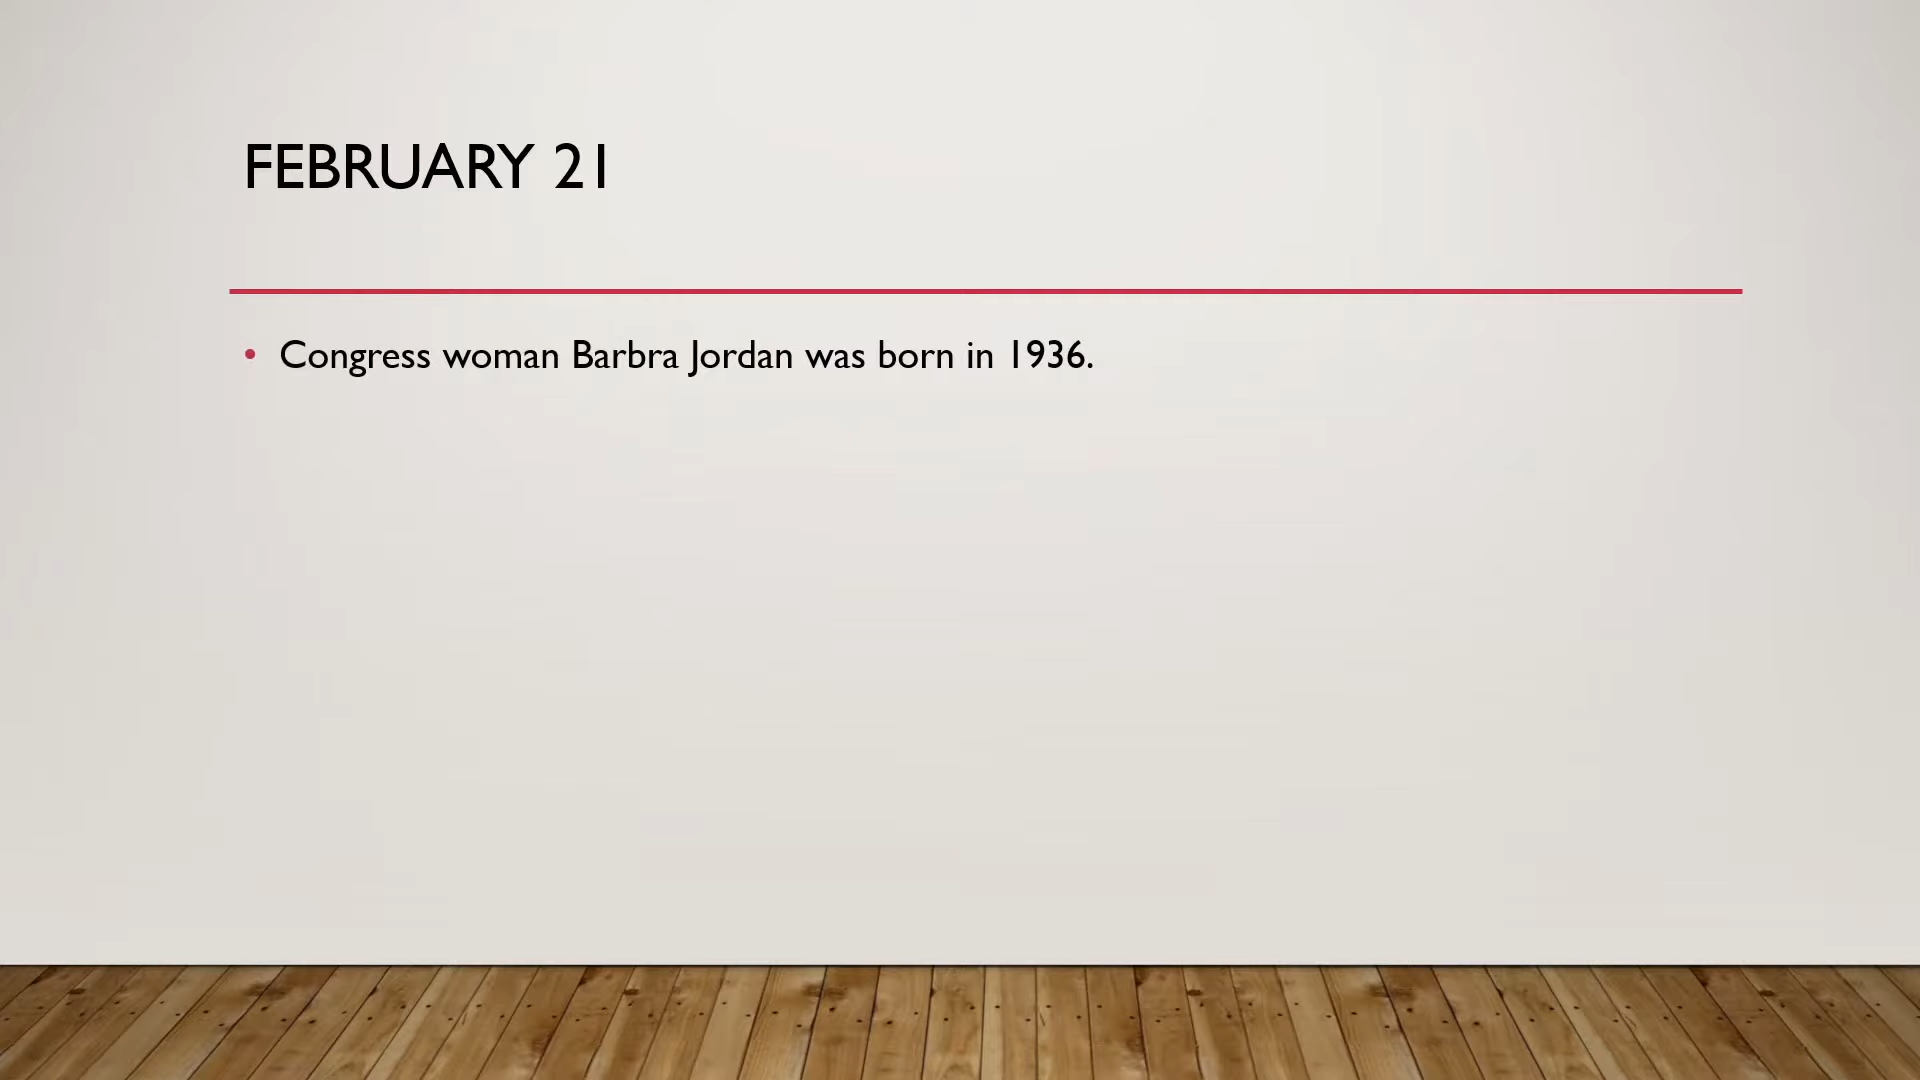 FEBRUARY 21
• Congress woman Barbra Jordan was born in 1936.